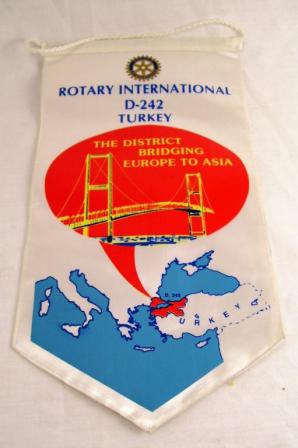 ROTARY INTERNATIONAL
D-242
TURKEY
THE DISTRICT
BRIDGING
EUROPE TO ASIA
D. 242
TURKEY